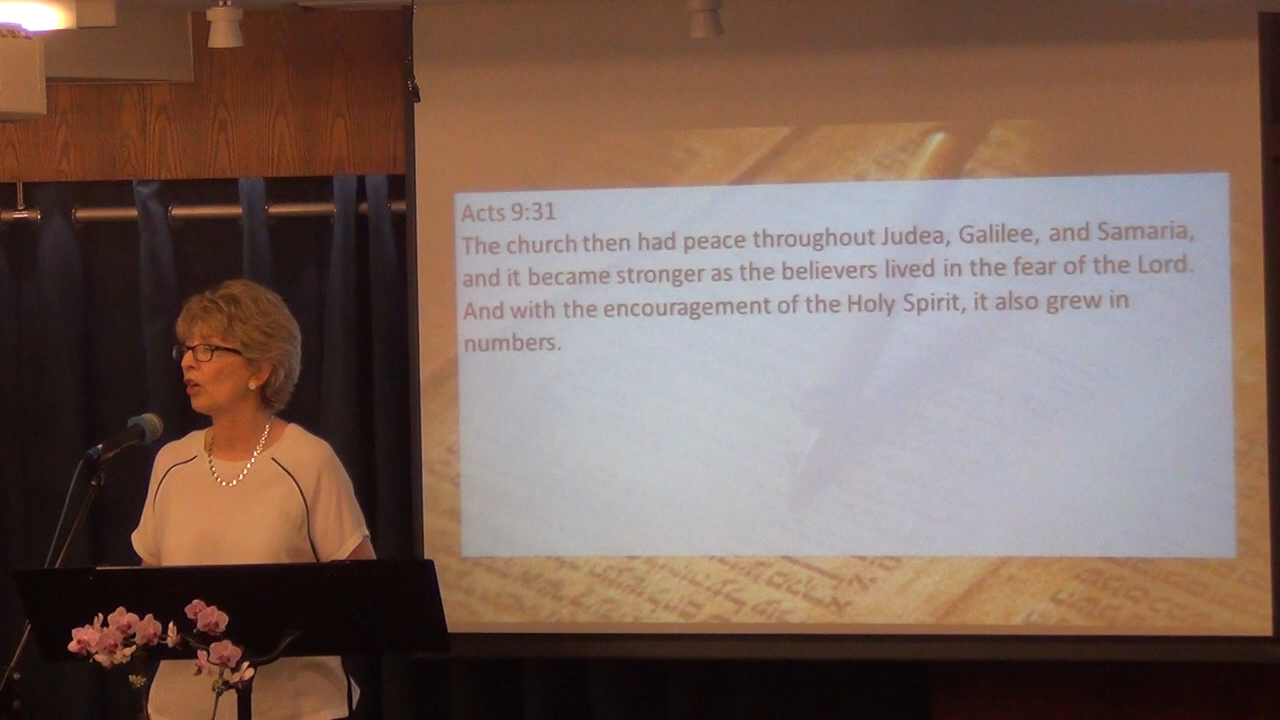 Acts 9:31
The church then had peace throughout Judea, Galilee, and Samaria,
and it became stronger as the believers lived in the fear of the Lord.
And with the encouragement of the Holy Spirit, it also grew in
numbers.